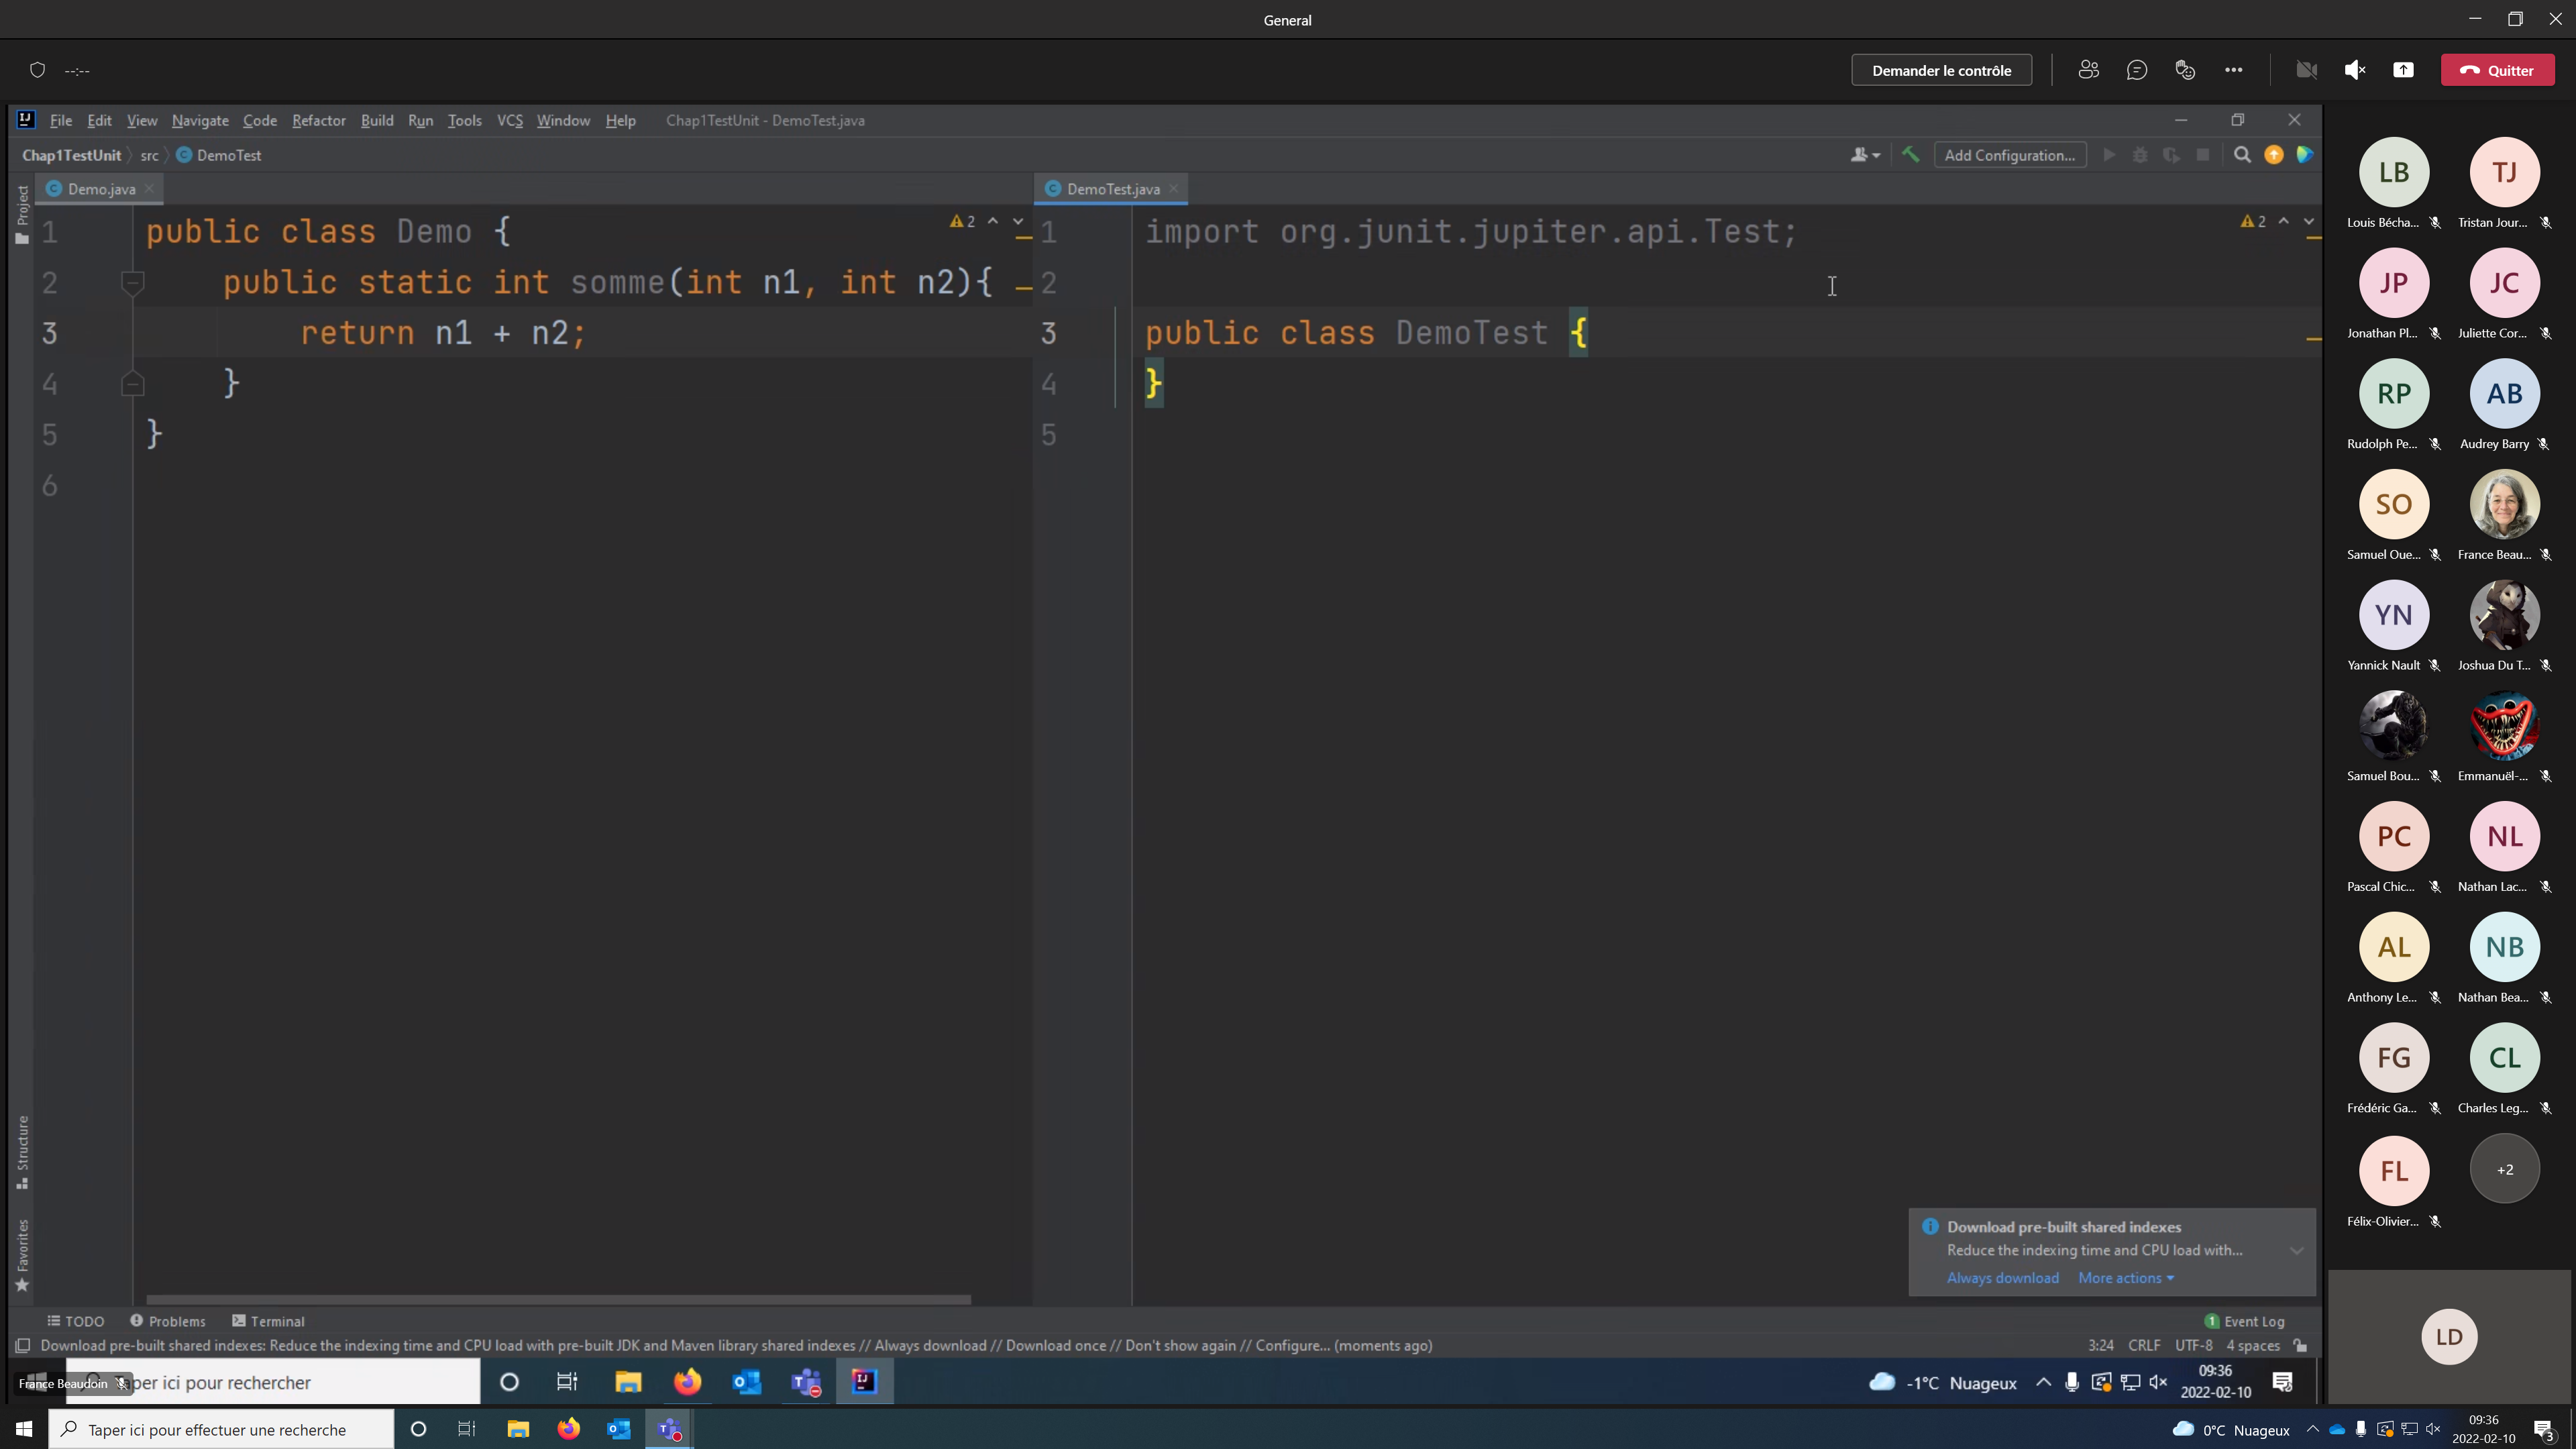 General
--:--
Demander le contrôle
Quitter
File Edit View Navigate Code Refactor Build Run Tools VCS Window Help Chap1TestUnit - DemoTest.java
Chap1TestUnit src DemoTest
Add Configuration...
Project
Demo.java
DemoTest.java
1 public class Demo {
2 public static int somme(int n1, int n2){
3 return n1 + n2;
4 }
5 }
6
2
1 import org.junit.jupiter.api.Test;
2
3 public class DemoTest {
4 }
5
2
Structure
Favorites
Download pre-built shared indexes
Reduce the indexing time and CPU load with...
Always download More actions
TODO Problems Terminal
1 Event Log
Download pre-built shared indexes: Reduce the indexing time and CPU load with pre-built JDK and Maven library shared indexes // Always download // Download once // Don't show again // Configure... (moments ago)
3:24 CRLF UTF-8 4 spaces
France Beaudoin
aper ici pour rechercher
-1°C Nuageux
09:36
2022-02-10
LB
Louis Bécha...
TJ
Tristan Jour...
JP
Jonathan Pl...
JC
Juliette Cor...
RP
Rudolph Pe...
AB
Audrey Barry
SO
Samuel Oue...
France Beau...
YN
Yannick Nault
Joshua Du T...
Samuel Bou...
Emmanuël-...
PC
Pascal Chic...
NL
Nathan Lac...
AL
Anthony Le...
NB
Nathan Bea...
FG
Frédéric Ga...
CL
Charles Leg...
FL
Félix-Olivier...
+2
LD
Taper ici pour effectuer une recherche
0°C Nuageux
09:36
2022-02-10
3